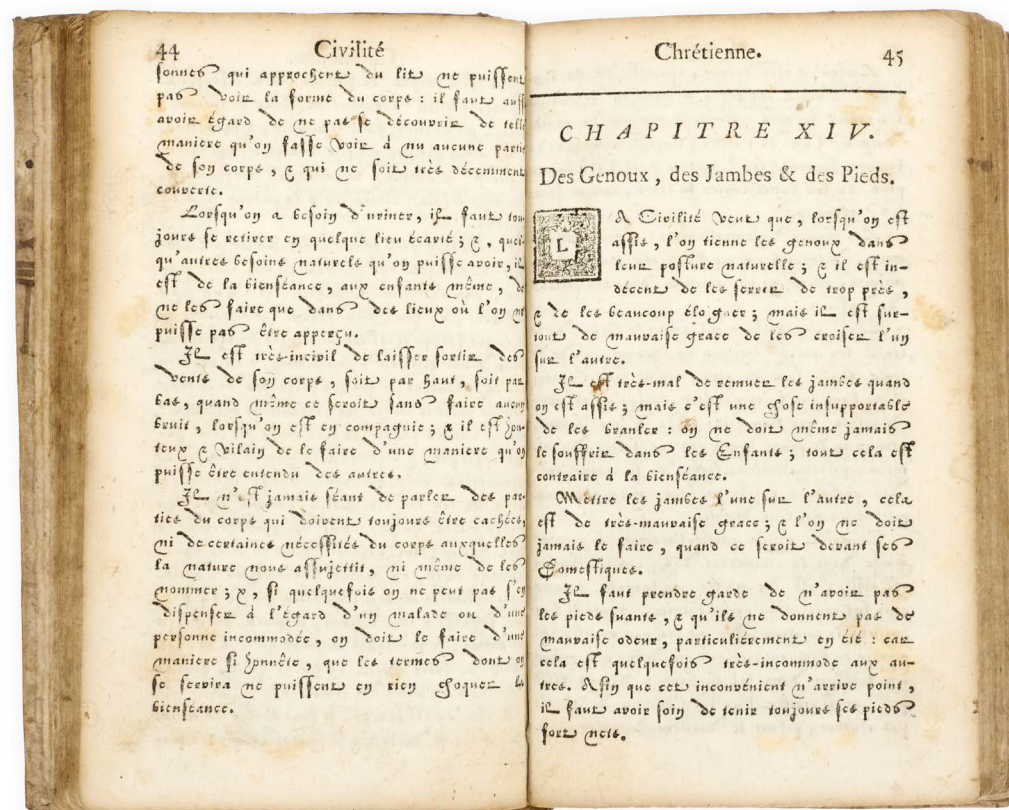 44 Civilité
sonnes qui approchent du lit ne puissent
pas voir la forme du corps : il faut auss
avoir égard de ne pas se découvrir de tell
maniere qu'on fasse voir à nu aucune parti
de son corps, & qui ne soit très décemment
couverte.
Lorsqu'on a besoin d'uriner, il faut tou-
jours se retirer en quelque lieu écarté ; &, quel
qu'autres besoins naturels qu'on puisse avoir, il
est de la bienséance, aux enfants même, de
ne les faire que dans des lieux où l'on n
puisse pas être apperçu.
Il est très-incivil de laisser sortir des
vents de son corps, soit par haut, soit par
bas, quand même ce seroit sans faire aucun
bruit, lorsqu'on est en compagnie ; & il est hon-
teux & vilain de le faire d'une maniere qu'on
puisse être entendu des autres.
Il n'est jamais séant de parler des par-
ties du corps qui doivent toujours être cachées,
ni de certaines nécessités du corps auxquelles
la nature nous assujettit, ni même de les
nommer ; &, si quelquefois on ne peut pas s'en
dispenser à l'égard d'un malade ou d'une
personne incommodée, on doit le faire d'une
maniere si honnête, que les termes dont on
se servira ne puissent en rien choquer la
bienséance.
Chrétienne. 45
CHAPITRE XIV.
Des Genoux, des Jambes & des Pieds.
LA Civilité veut que, lorsqu'on est
assis, l'on tienne les genoux dans
leur posture naturelle ; & il est in-
décent de les serrer de trop près,
& de les beaucoup éloigner ; mais il est sur-
tout de mauvaise grace de les croiser l'un
sur l'autre.
Il est très-mal de remuer les jambes quand
on est assis ; mais c'est une chose insupportable
de les branler : on ne doit même jamais
le souffrir dans les Enfants ; tout cela est
contraire à la bienséance.
Mettre les jambes l'une sur l'autre, cela
est de très-mauvaise grace ; & l'on ne doit
jamais le faire, quand ce seroit devant ses
Domestiques.
Il faut prendre garde de n'avoir pas
les pieds suants, & qu'ils ne donnent pas de
mauvaise odeur, particuliérement en été : car
cela est quelquefois très-incommode aux au-
tres. Afin que cet inconvénient n'arrive point,
il faut avoir soin de tenir toujours ses pieds
fort nets.